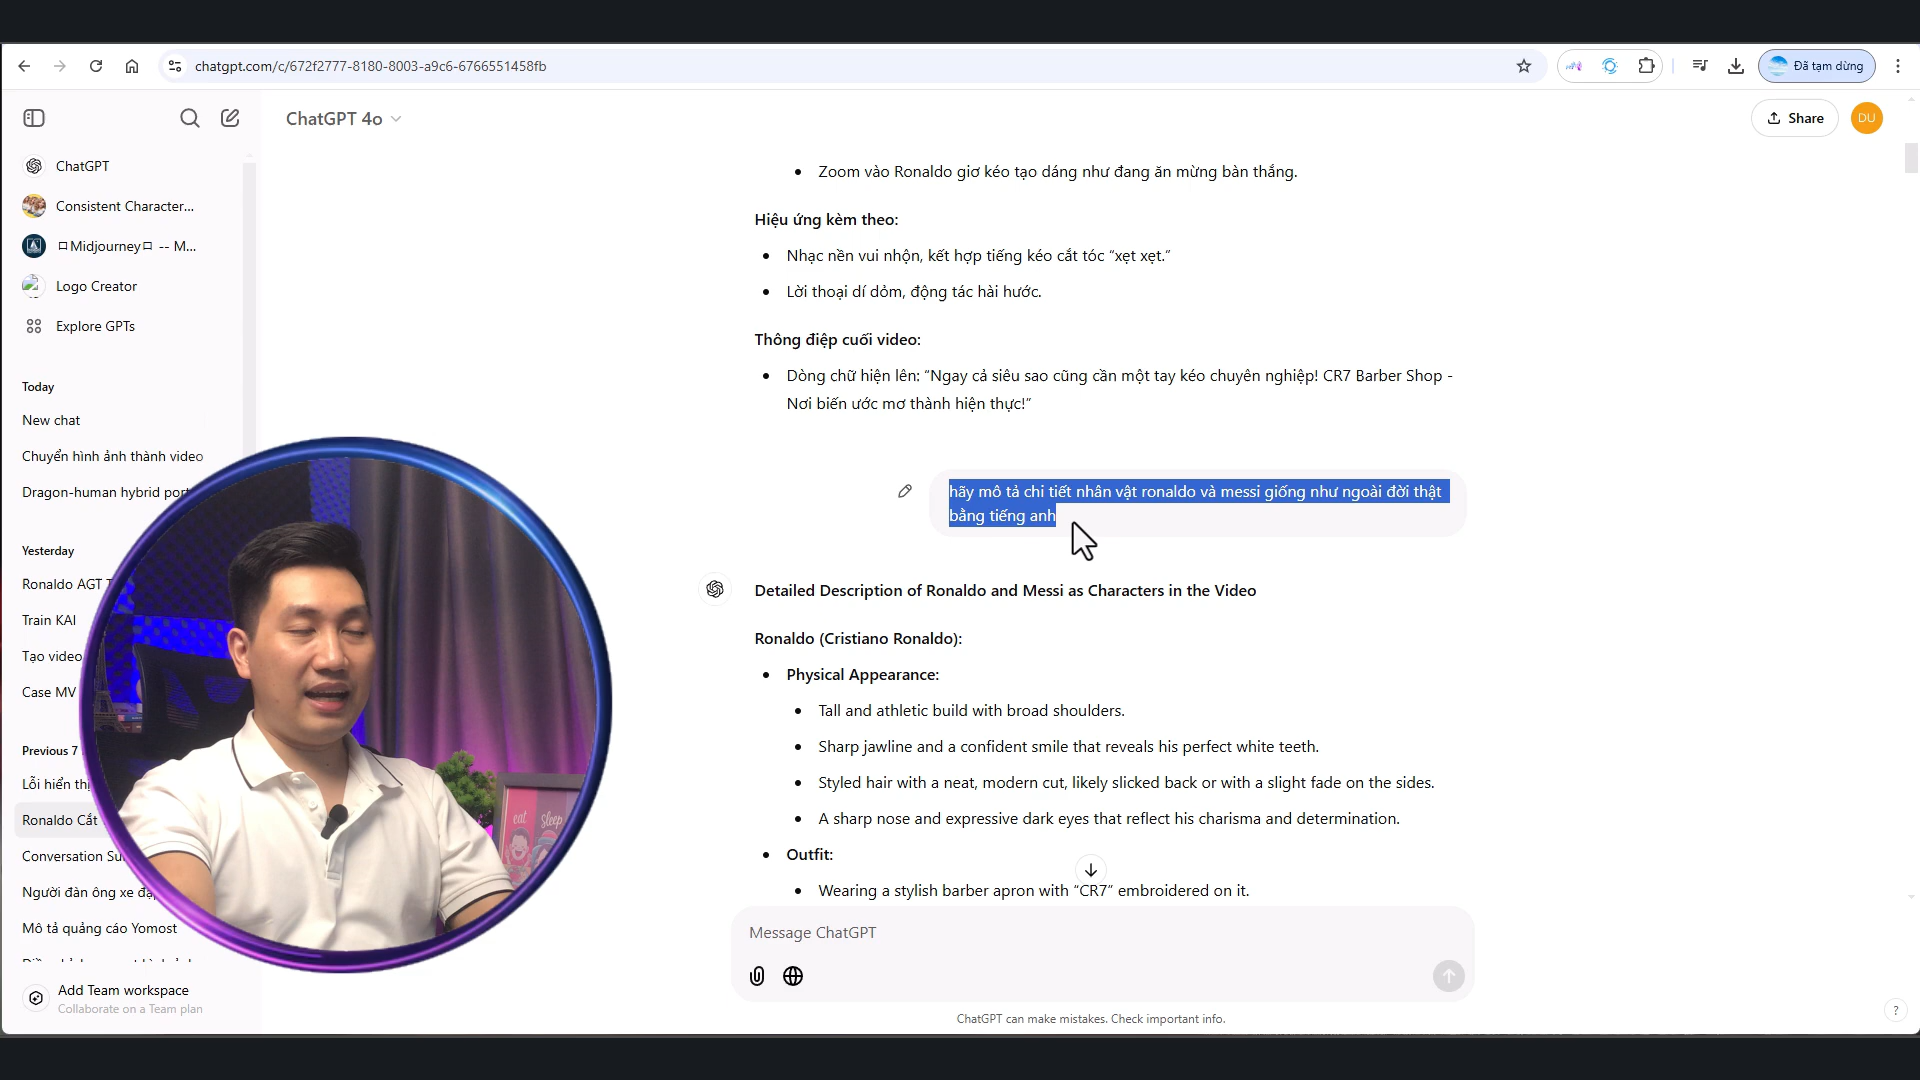 chatgpt.com/c/672f2777-8180-8003-a9c6-6766551458fb
Đã tạm dừng
ChatGPT 4o
Share
DU
ChatGPT
Consistent Character...
Midjourney -- M...
Logo Creator
Explore GPTs
Today
New chat
Chuyển hình ảnh thành video
Dragon-human hybrid port
Yesterday
Ronaldo AGT
Train KAI
Tạo video
Case MV
Previous 7
Lỗi hiển thị
Ronaldo Cắt
Conversation Su
Người đàn ông xe đạ
Mô tả quảng cáo Yomost
Add Team workspace
Collaborate on a Team plan
Zoom vào Ronaldo giơ kéo tạo dáng như đang ăn mừng bàn thắng.
Hiệu ứng kèm theo:
Nhạc nền vui nhộn, kết hợp tiếng kéo cắt tóc “xẹt xẹt.”
Lời thoại dí dỏm, động tác hài hước.
Thông điệp cuối video:
Dòng chữ hiện lên: “Ngay cả siêu sao cũng cần một tay kéo chuyên nghiệp! CR7 Barber Shop -
Nơi biến ước mơ thành hiện thực!”
hãy mô tả chi tiết nhân vật ronaldo và messi giống như ngoài đời thật
bằng tiếng anh
Detailed Description of Ronaldo and Messi as Characters in the Video
Ronaldo (Cristiano Ronaldo):
Physical Appearance:
Tall and athletic build with broad shoulders.
Sharp jawline and a confident smile that reveals his perfect white teeth.
Styled hair with a neat, modern cut, likely slicked back or with a slight fade on the sides.
A sharp nose and expressive dark eyes that reflect his charisma and determination.
Outfit:
Wearing a stylish barber apron with “CR7” embroidered on it.
eat
Sleep
Message ChatGPT
ChatGPT can make mistakes. Check important info.
?